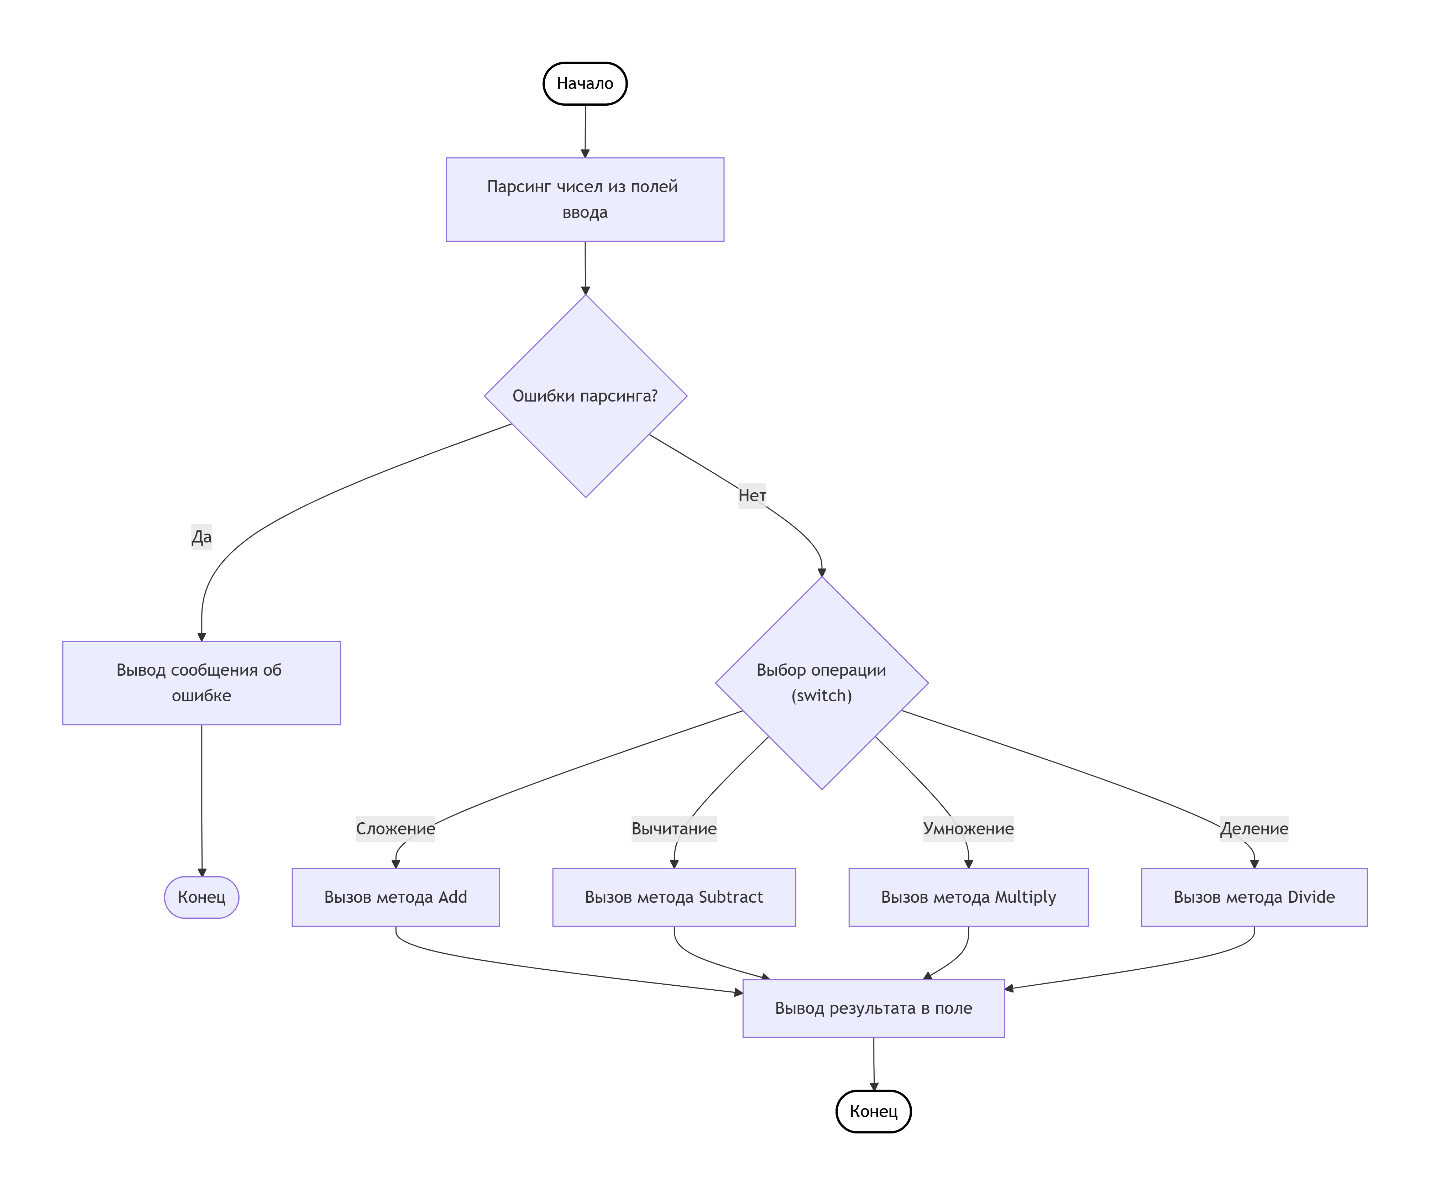 Начало
Парсинг чисел из полей
ввода
Ошибки парсинга?
Нет
Да
Вывод сообщения об
ошибке
Выбор операции
(switch)
Сложение
Вычитание
Умножение
Деление
Конец
Вызов метода Add
Вызов метода Subtract
Вызов метода Multiply
Вызов метода Divide
Вывод результата в поле
Конец